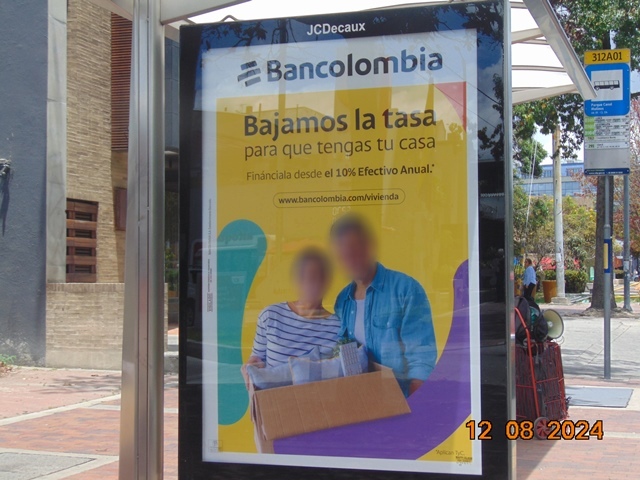 JCDecaux
Bancolombia
Bajamos la tasa
para que tengas tu casa
Finánciala desde el 10% Efectivo Anual.*
www.bancolombia.com/vivienda
312A01
12 08 2024